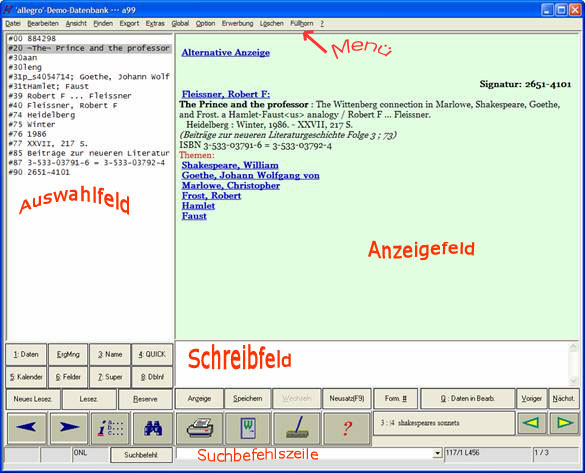 'allegro'-Demo-Datenbank --- a99
Datei Bearbeiten Ansicht Finden Export Extras Global Option Erwerbung Löschen Füllhorn ?
Menü
#00 884298
#20 ¬The¬ Prince and the professor
#30aan
#30leng
#31p_s4054714; Goethe, Johann Wolf
#31tHamlet; Faust
#39 Robert F ... Fleissner
#40 Fleissner, Robert F
#74 Heidelberg
#75 Winter
#76 1986
#77 XXVII, 217 S.
#85 Beiträge zur neueren Literatur
#87 3-533-03791-6 = 3-533-03792-4
#90 2651-4101
Auswahlfeld
Alternative Anzeige
Signatur: 2651-4101
Fleissner, Robert F:
The Prince and the professor : The Wittenberg connection in Marlowe, Shakespeare, Goethe,
and Frost. a Hamlet-Faust<us> analogy / Robert F ... Fleissner.
Heidelberg : Winter, 1986. - XXVII, 217 S.
(Beiträge zur neueren Literaturgeschichte Folge 3 ; 73)
ISBN 3-533-03791-6 = 3-533-03792-4
Themen:
Shakespeare, William
Goethe, Johann Wolfgang von
Marlowe, Christopher
Frost, Robert
Hamlet
Faust
Anzeigefeld
Schreibfeld
1: Daten ErgMng 3: Name 4: QUICK
5: Kalender 6: Felder 7: Super 8: DbInf
Neues Lesez. Lesez. Reserve Anzeige Speichern Wechseln Neusatz(F9) Form. # 0 : Daten in Bearb. Voriger Nächst.
i a:... c:... W ? 3 : |4 shakespeares sonnets
ONL Suchbefehl: Suchbefehlszeile 117/1 L456 1 / 3